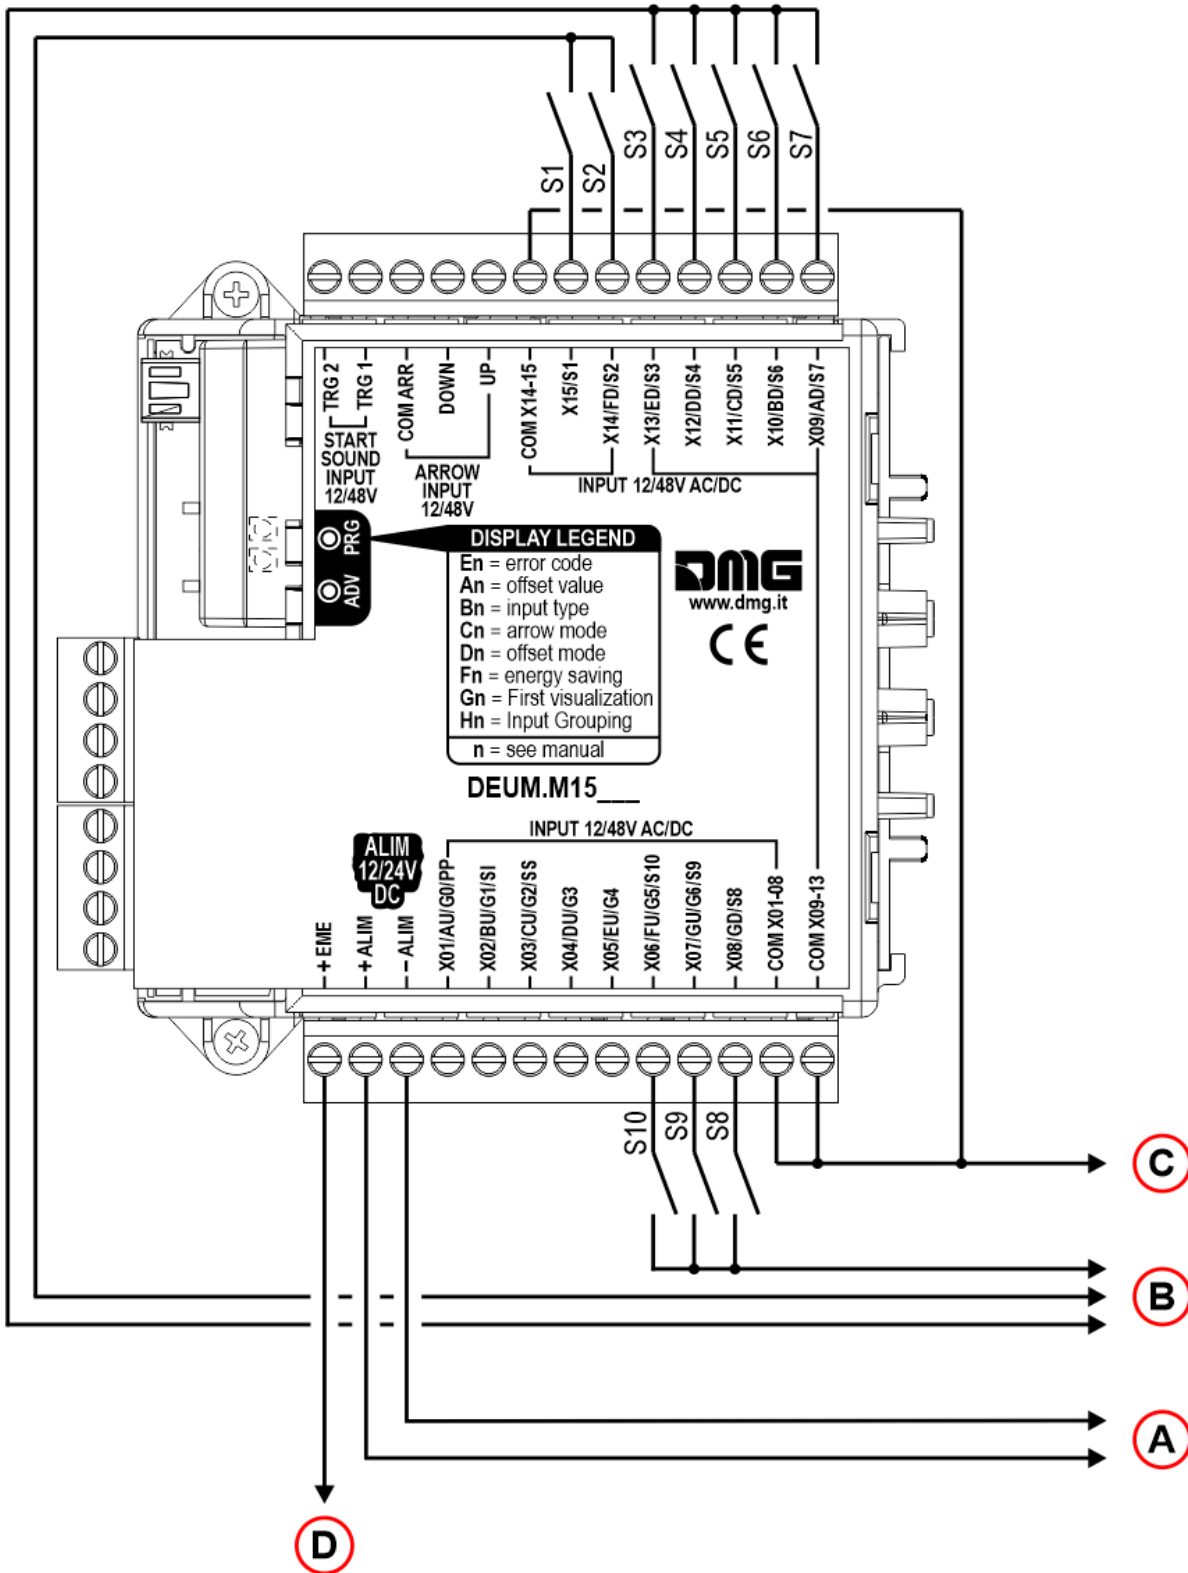 S1
S2
S3
S4
S5
S6
S7
TRG 2
TRG 1
START
SOUND
INPUT
12/48V
COM ARR
DOWN
UP
ARROW
INPUT
12/48V
COM X14-15
X15/S1
X14/FD/S2
X13/ED/S3
X12/DD/S4
X11/CD/S5
X10/BD/S6
X09/AD/S7
INPUT 12/48V AC/DC
PRG
ADV
DISPLAY LEGEND
En = error code
An = offset value
Bn = input type
Cn = arrow mode
Dn = offset mode
Fn = energy saving
Gn = First visualization
Hn = Input Grouping
n = see manual
DMG
www.dmg.it
CE
DEUM.M15___
INPUT 12/48V AC/DC
ALIM
12/24V
DC
+ EME
+ ALIM
– ALIM
X01/AU/G0/PP
X02/BU/G1/SI
X03/CU/G2/SS
X04/DU/G3
X05/EU/G4
X06/FU/G5/S10
X07/GU/G6/S9
X08/GD/S8
COM X01-08
COM X09-13
S10
S9
S8
C
B
A
D